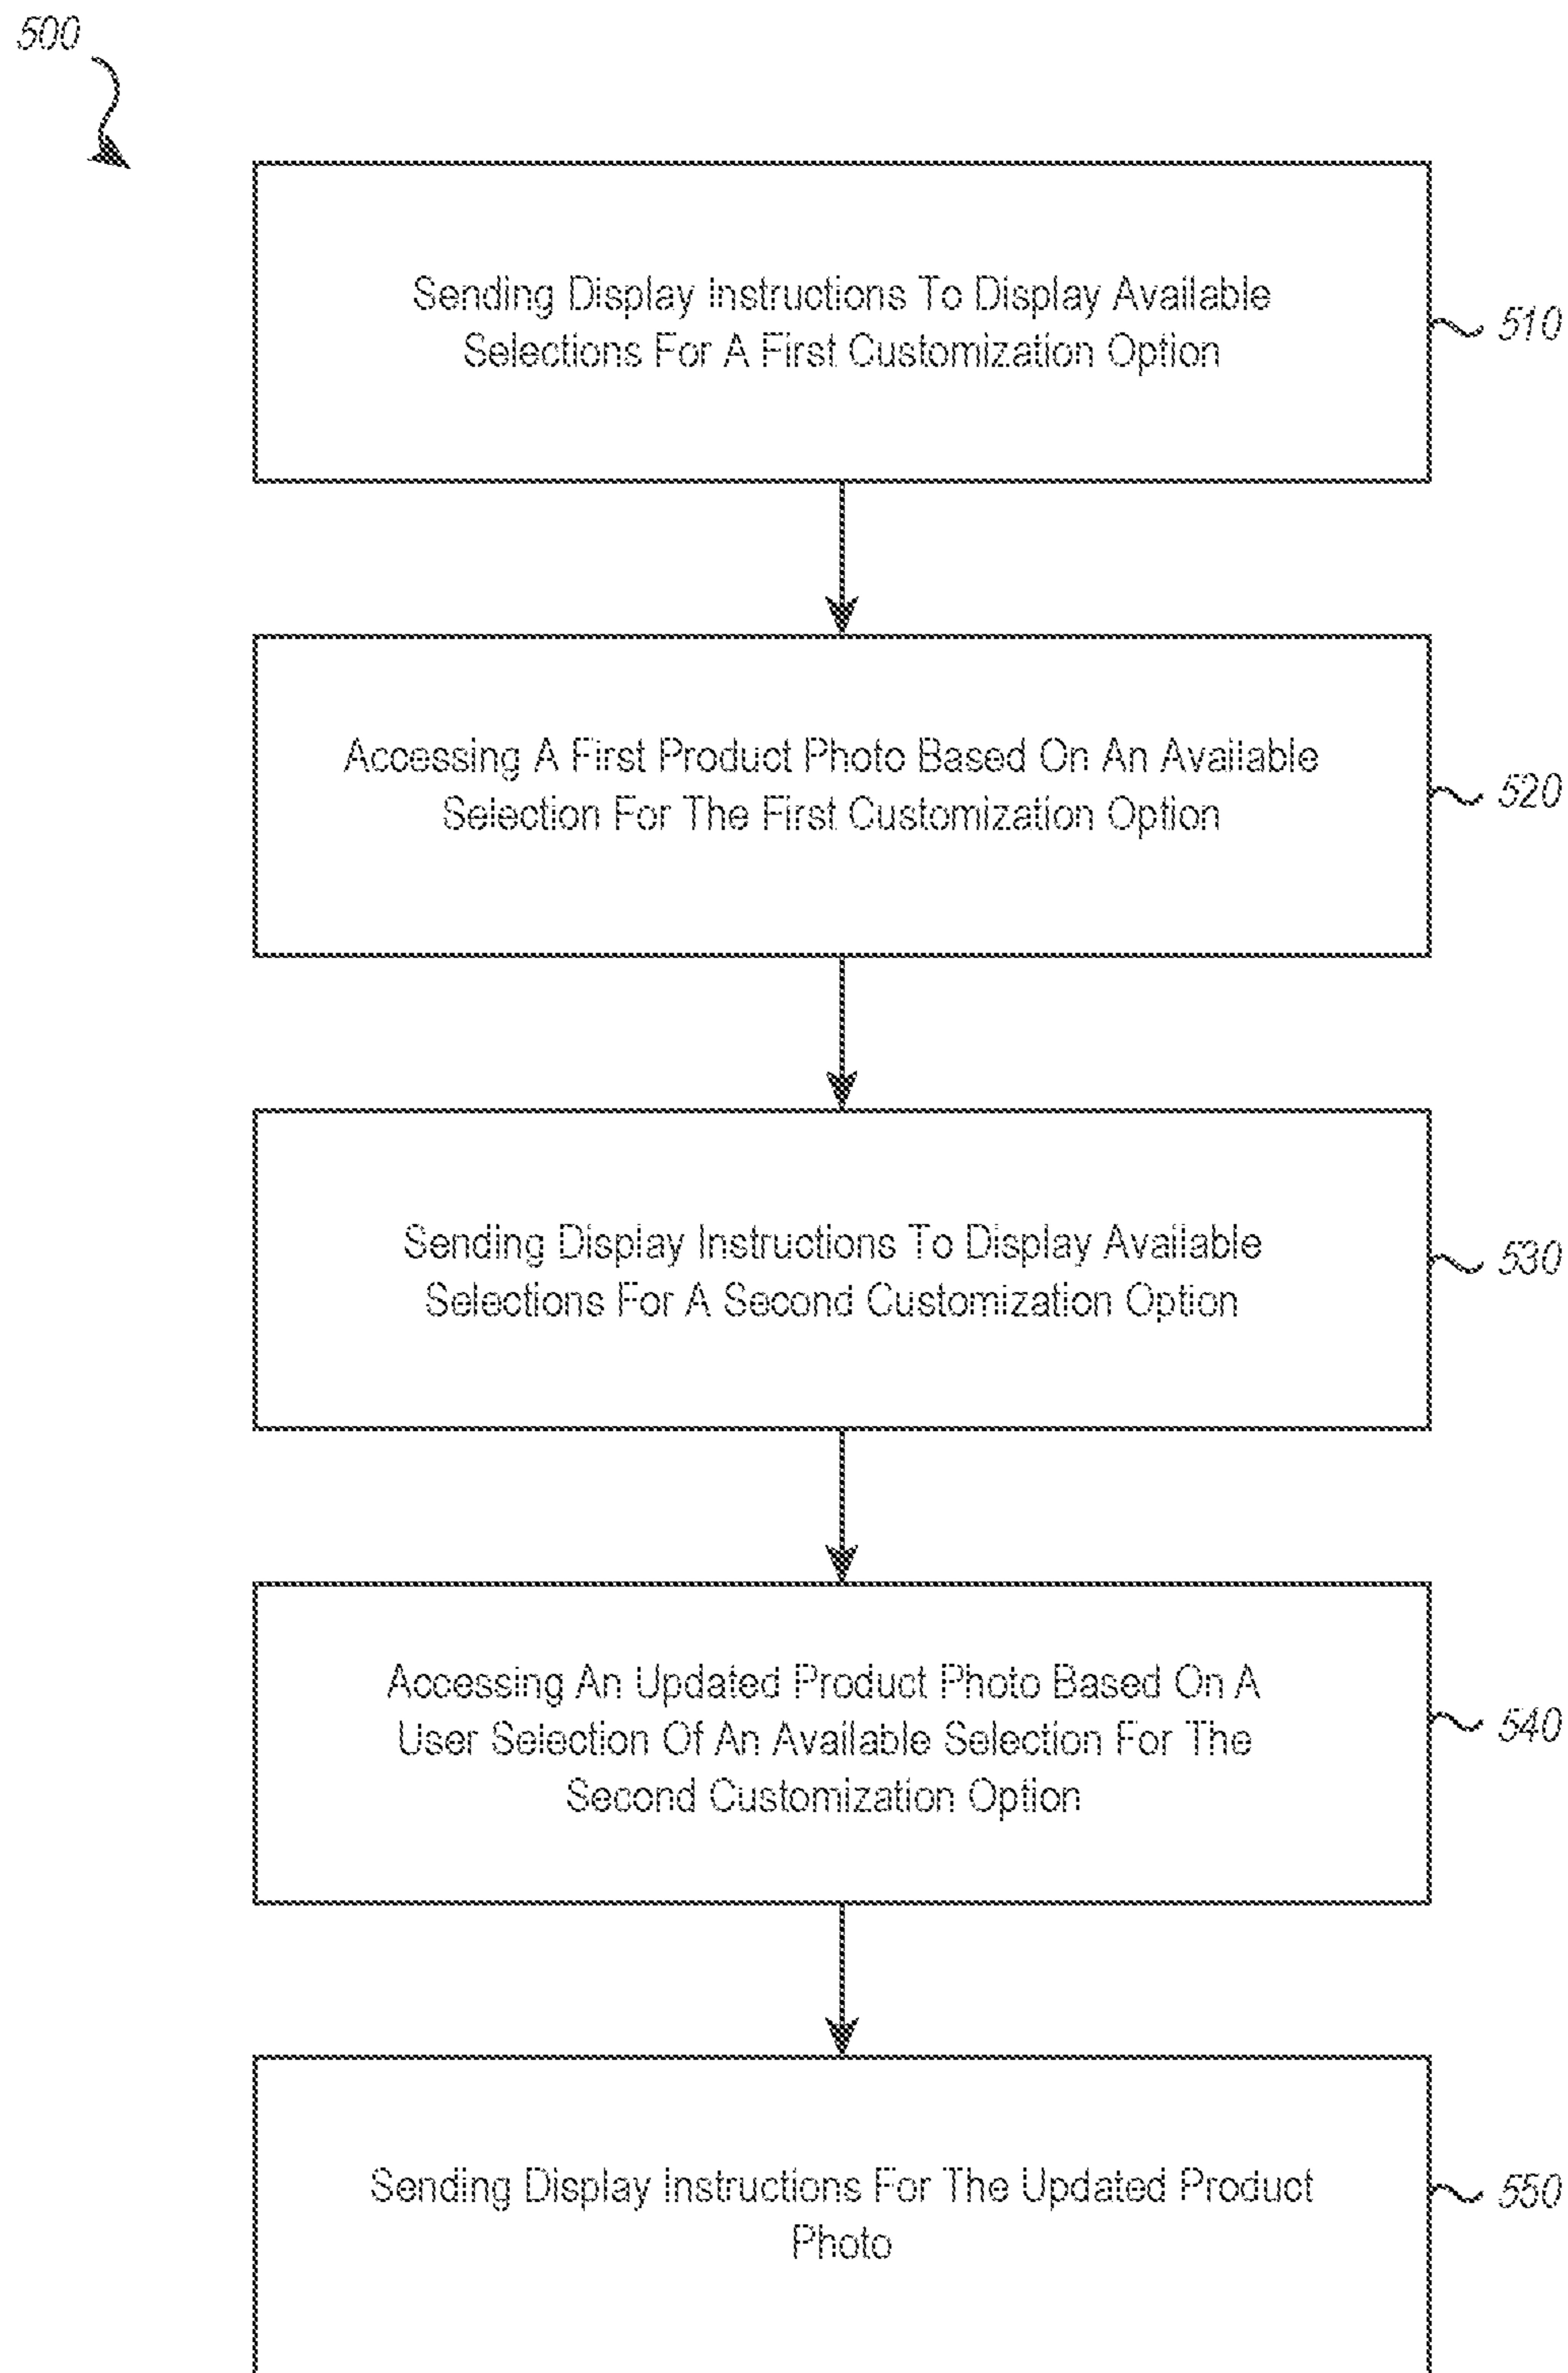 500
Sending Display Instructions To Display Available
Selections For A First Customization Option
510
Accessing A First Product Photo Based On An Available
Selection For The First Customization Option
520
Sending Display Instructions To Display Available
Selections For A Second Customization Option
530
Accessing An Updated Product Photo Based On A
User Selection Of An Available Selection For The
Second Customization Option
540
Sending Display Instructions For The Updated Product
Photo
550